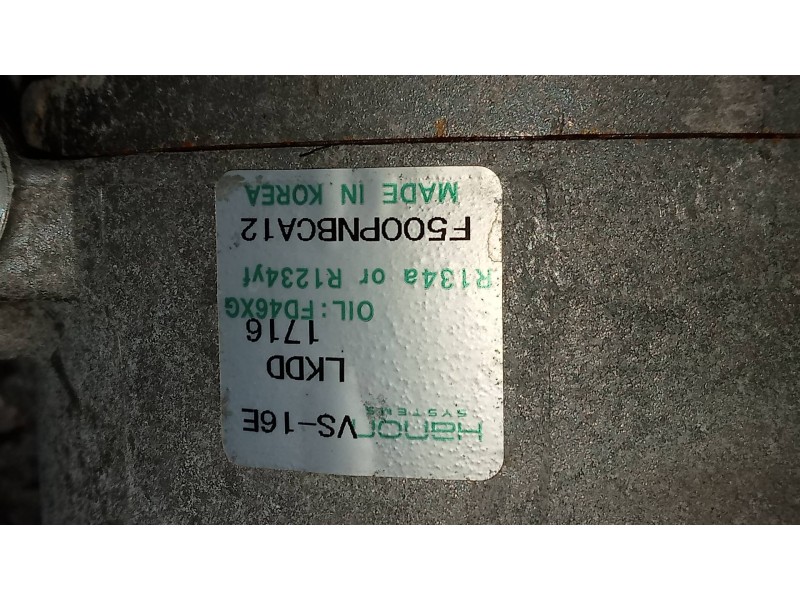 Hanon VS-16E
SYSTEMS
LKDD
1716
OIL:FD46XG
R134a or R1234yf
F500PNBCA12
MADE IN KOREA